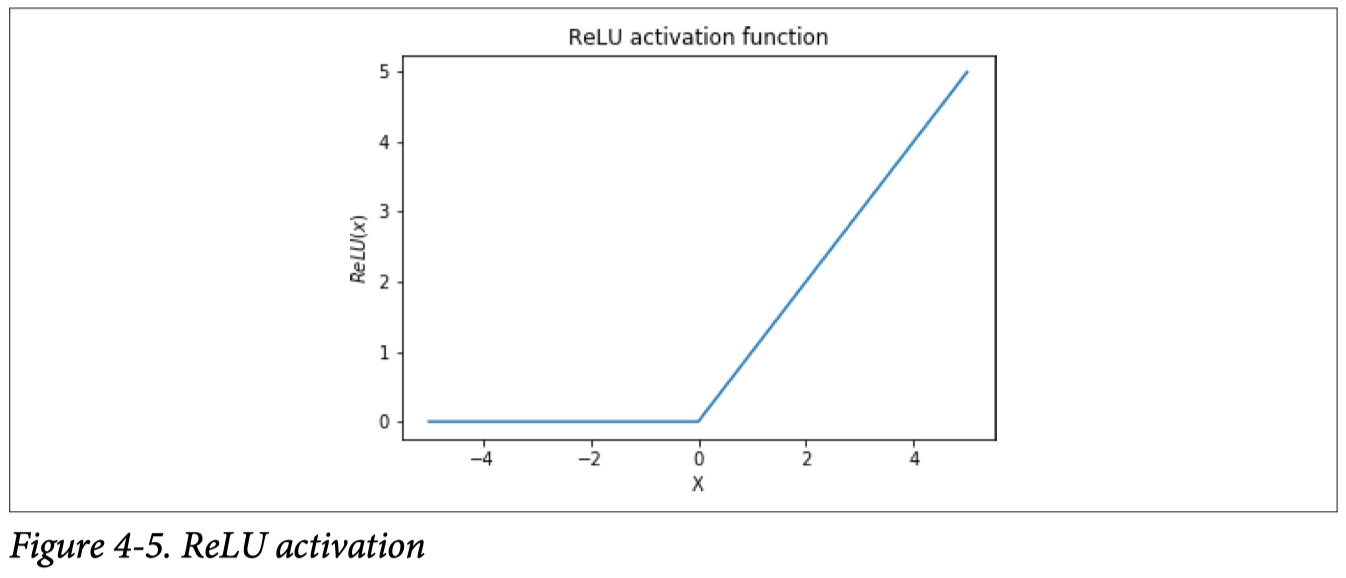 ReLU activation function
5
4
3
2
1
0
ReLU(x)
−4 −2 0 2 4
X
Figure 4-5. ReLU activation